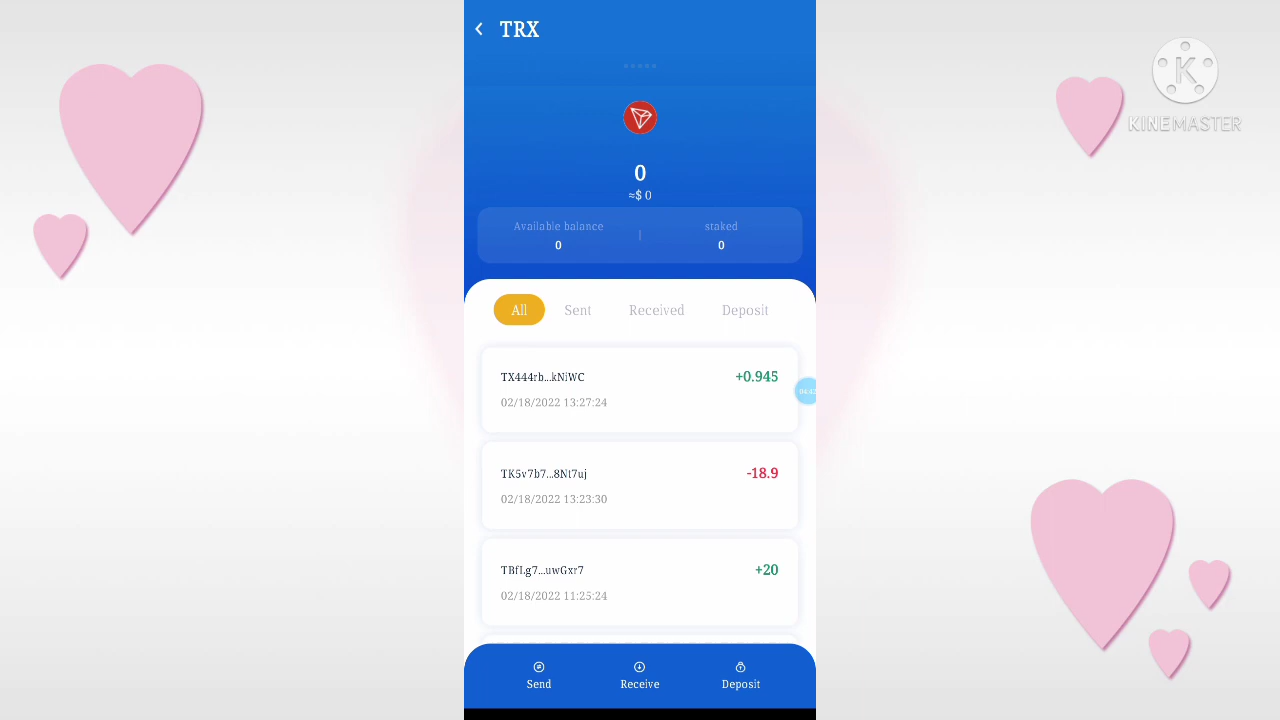 TRX
0
≈$ 0
Available balance
staked
0
0
All
Sent
Received
Deposit
TX444rb...kNiWC
+0.945
02/18/2022 13:27:24
TK5v7b7...8Nt7uj
-18.9
02/18/2022 13:23:30
TBfLg7...uwGxr7
+20
02/18/2022 11:25:24
Send
Receive
Deposit
K
KINEMASTER